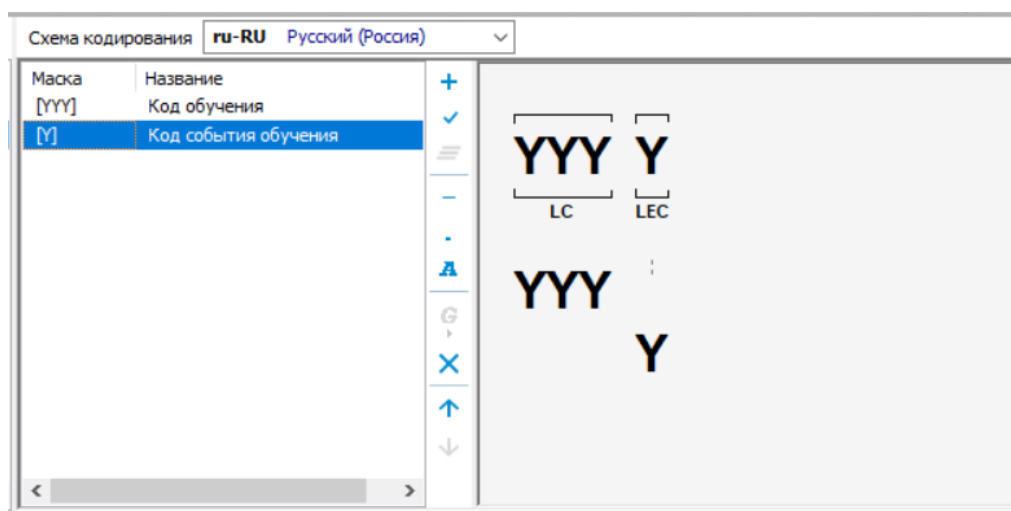 Схема кодирования ru-RU Русский (Россия)
Маска Название
[YYY] Код обучения
[Y] Код события обучения
A
G
YYY Y
LC LEC
YYY
Y